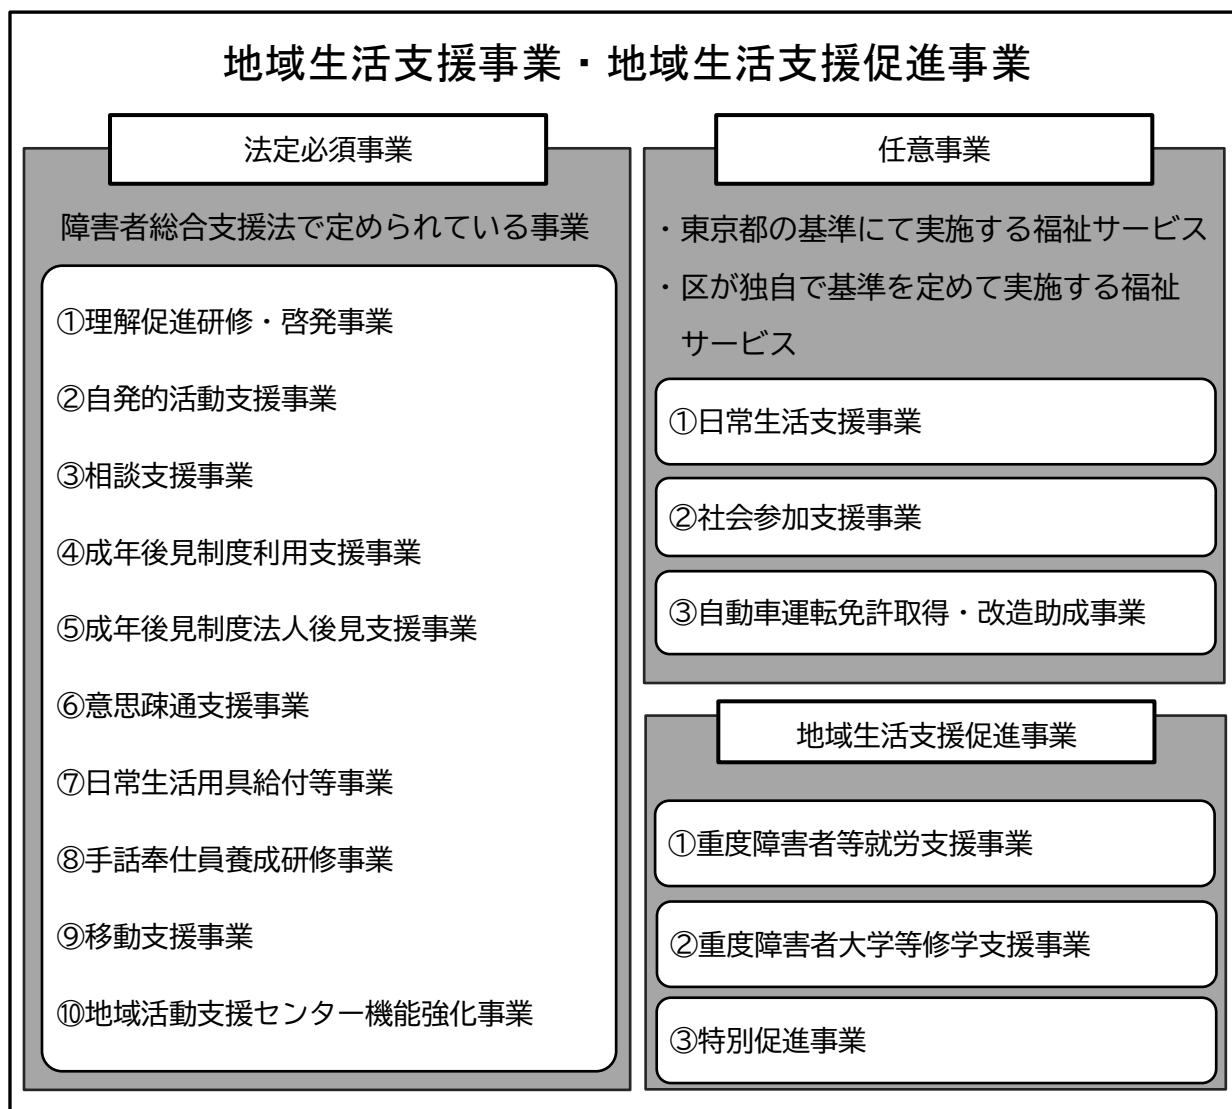 地域生活支援事業・地域生活支援促進事業
法定必須事業
障害者総合支援法で定められている事業
①理解促進研修・啓発事業
②自発的活動支援事業
③相談支援事業
④成年後見制度利用支援事業
⑤成年後見制度法人後見支援事業
⑥意思疎通支援事業
⑦日常生活用具給付等事業
⑧手話奉仕員養成研修事業
⑨移動支援事業
⑩地域活動支援センター機能強化事業
任意事業
・東京都の基準にて実施する福祉サービス
・区が独自で基準を定めて実施する福祉
サービス
①日常生活支援事業
②社会参加支援事業
③自動車運転免許取得・改造助成事業
地域生活支援促進事業
①重度障害者等就労支援事業
②重度障害者大学等修学支援事業
③特別促進事業